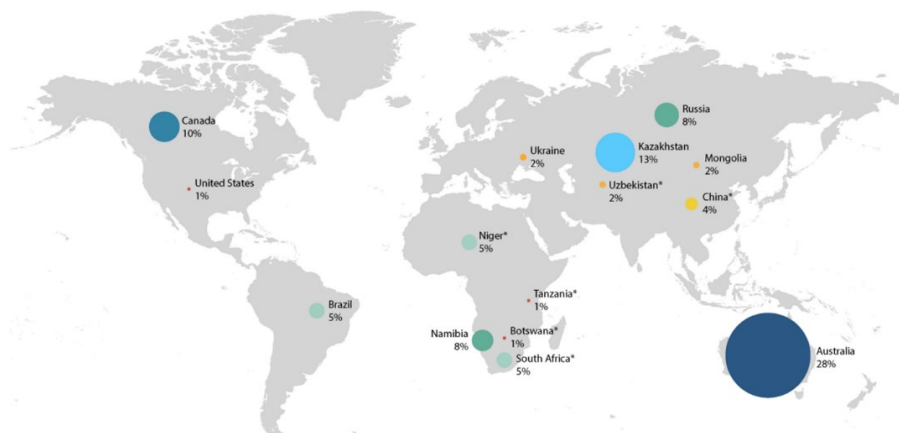 Canada
10%
United States
1%
Brazil
5%
Ukraine
2%
Russia
8%
Kazakhstan
13%
Mongolia
2%
Uzbekistan*
2%
China*
4%
Niger*
5%
Tanzania*
1%
Namibia
8%
Botswana*
1%
South Africa*
5%
Australia
28%